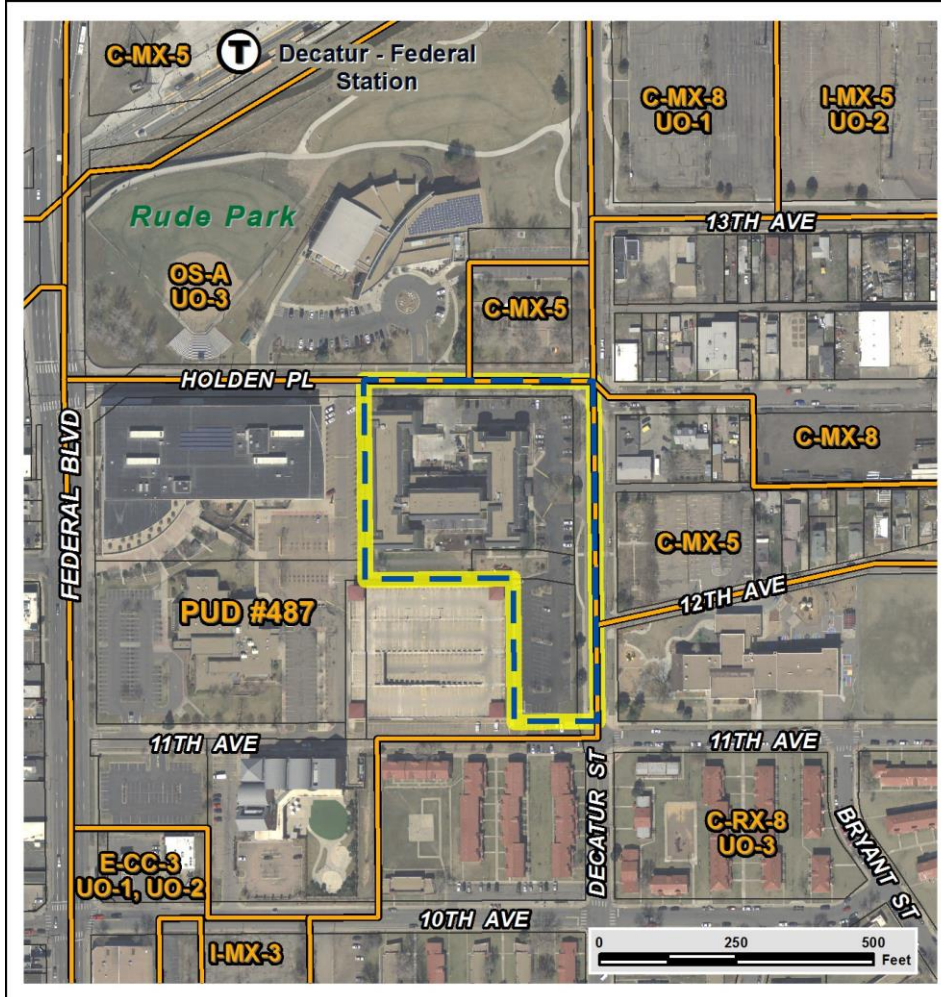 C-MX-5
T
Decatur - Federal
Station
C-MX-8
UO-1
I-MX-5
UO-2
Rude Park
13TH AVE
OS-A
UO-3
C-MX-5
HOLDEN PL
FEDERAL BLVD
C-MX-8
C-MX-5
12TH AVE
PUD #487
11TH AVE
11TH AVE
DECATUR ST
C-RX-8
UO-3
BRYANT ST
E-CC-3
UO-1, UO-2
10TH AVE
I-MX-3
0 250 500
Feet